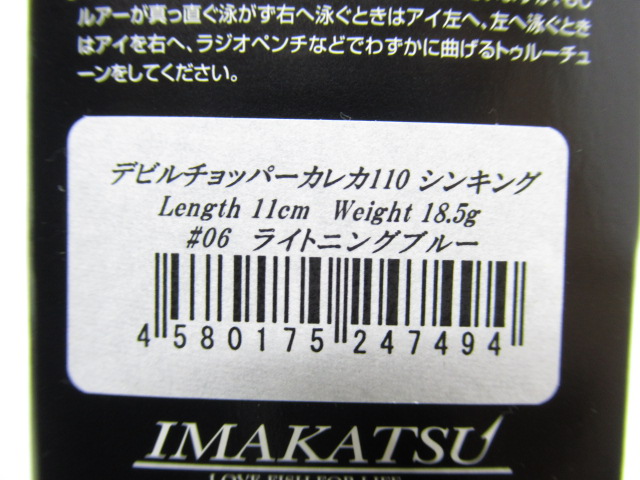 ルアーが真っ直ぐ泳がず右へ泳ぐときはアイ左へ、左へ泳ぐとき
はアイを右へ、ラジオペンチなどでわずかに曲げるトゥルーチュ
ーンをしてください。
デビルチョッパーカレカ110 シンキング
Length 11cm Weight 18.5g
#06 ライトニングブルー
4 580175 247494
IMAKATSU
LOVE FISH FOR LIFE